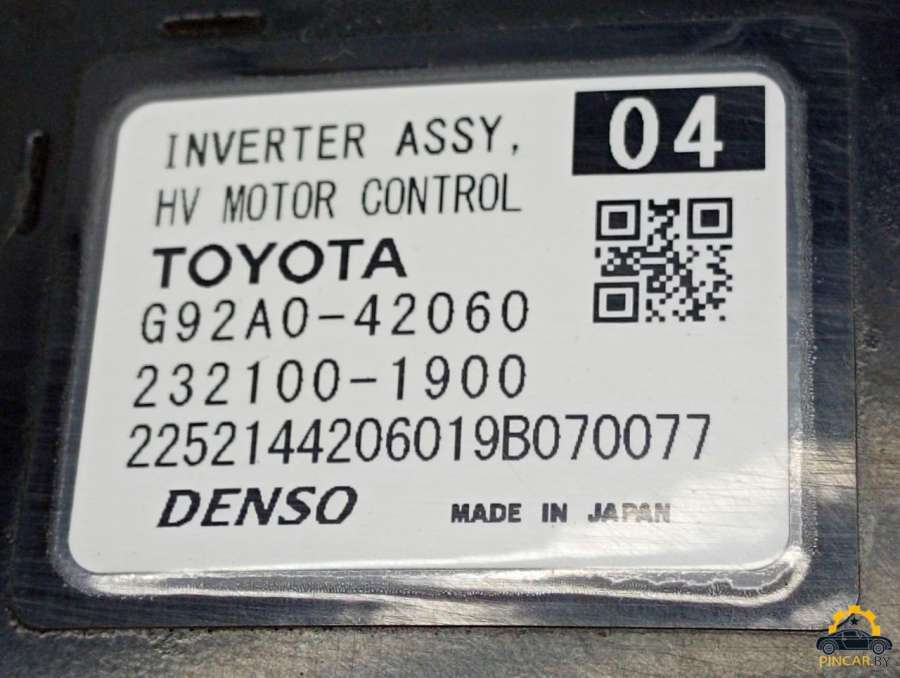 INVERTER ASSY,
04
HV MOTOR CONTROL
TOYOTA
G92A0-42060
232100-1900
2252144206019B070077
DENSO
MADE IN JAPAN
PINCAR.BY